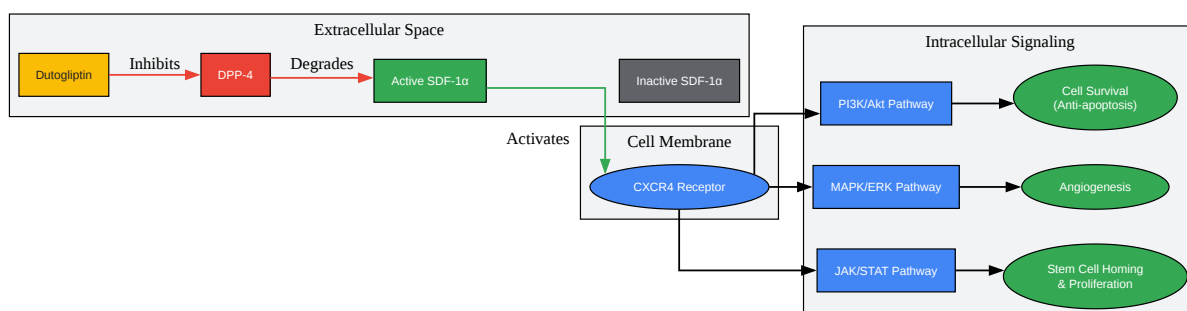 Extracellular Space
Dutogliptin
Inhibits
DPP-4
Degrades
Active SDF-1α
Inactive SDF-1α
Activates
Cell Membrane
CXCR4 Receptor
Intracellular Signaling
PI3K/Akt Pathway
Cell Survival
(Anti-apoptosis)
MAPK/ERK Pathway
Angiogenesis
JAK/STAT Pathway
Stem Cell Homing
& Proliferation